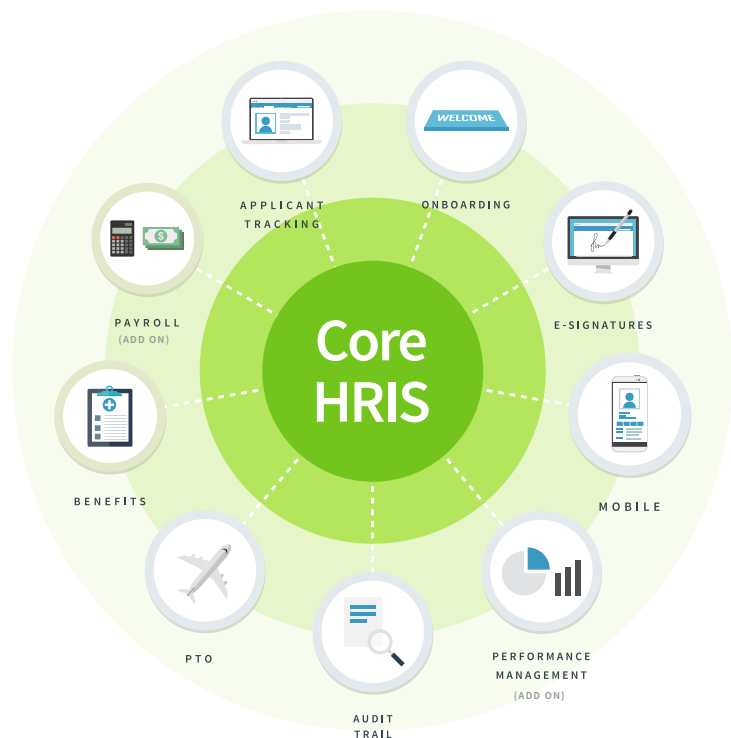 Core
HRIS
APPLICANT
TRACKING
WELCOME
ONBOARDING
E-SIGNATURES
MOBILE
PERFORMANCE
MANAGEMENT
(ADD ON)
AUDIT
TRAIL
PTO
BENEFITS
PAYROLL
(ADD ON)
$